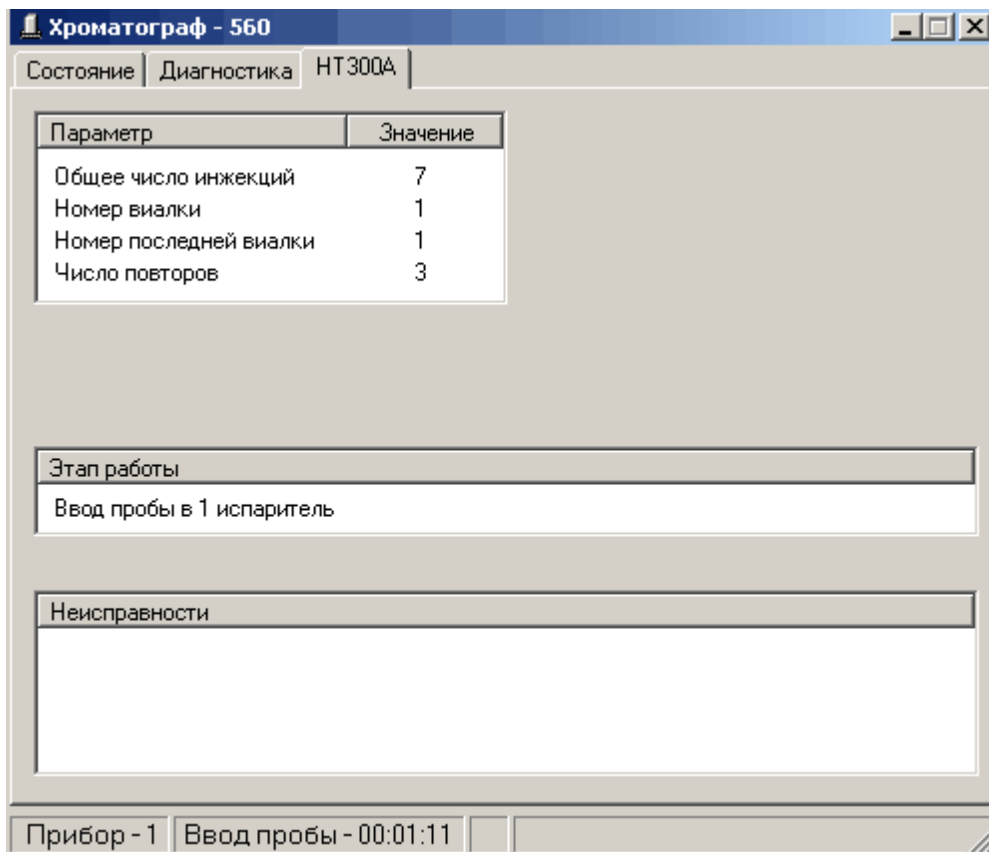 Хроматограф - 560
Состояние Диагностика HT300A
Параметр Значение
Общее число инжекций 7
Номер виалки 1
Номер последней виалки 1
Число повторов 3
Этап работы
Ввод пробы в 1 испаритель
Неисправности
Прибор - 1 Ввод пробы - 00:01:11